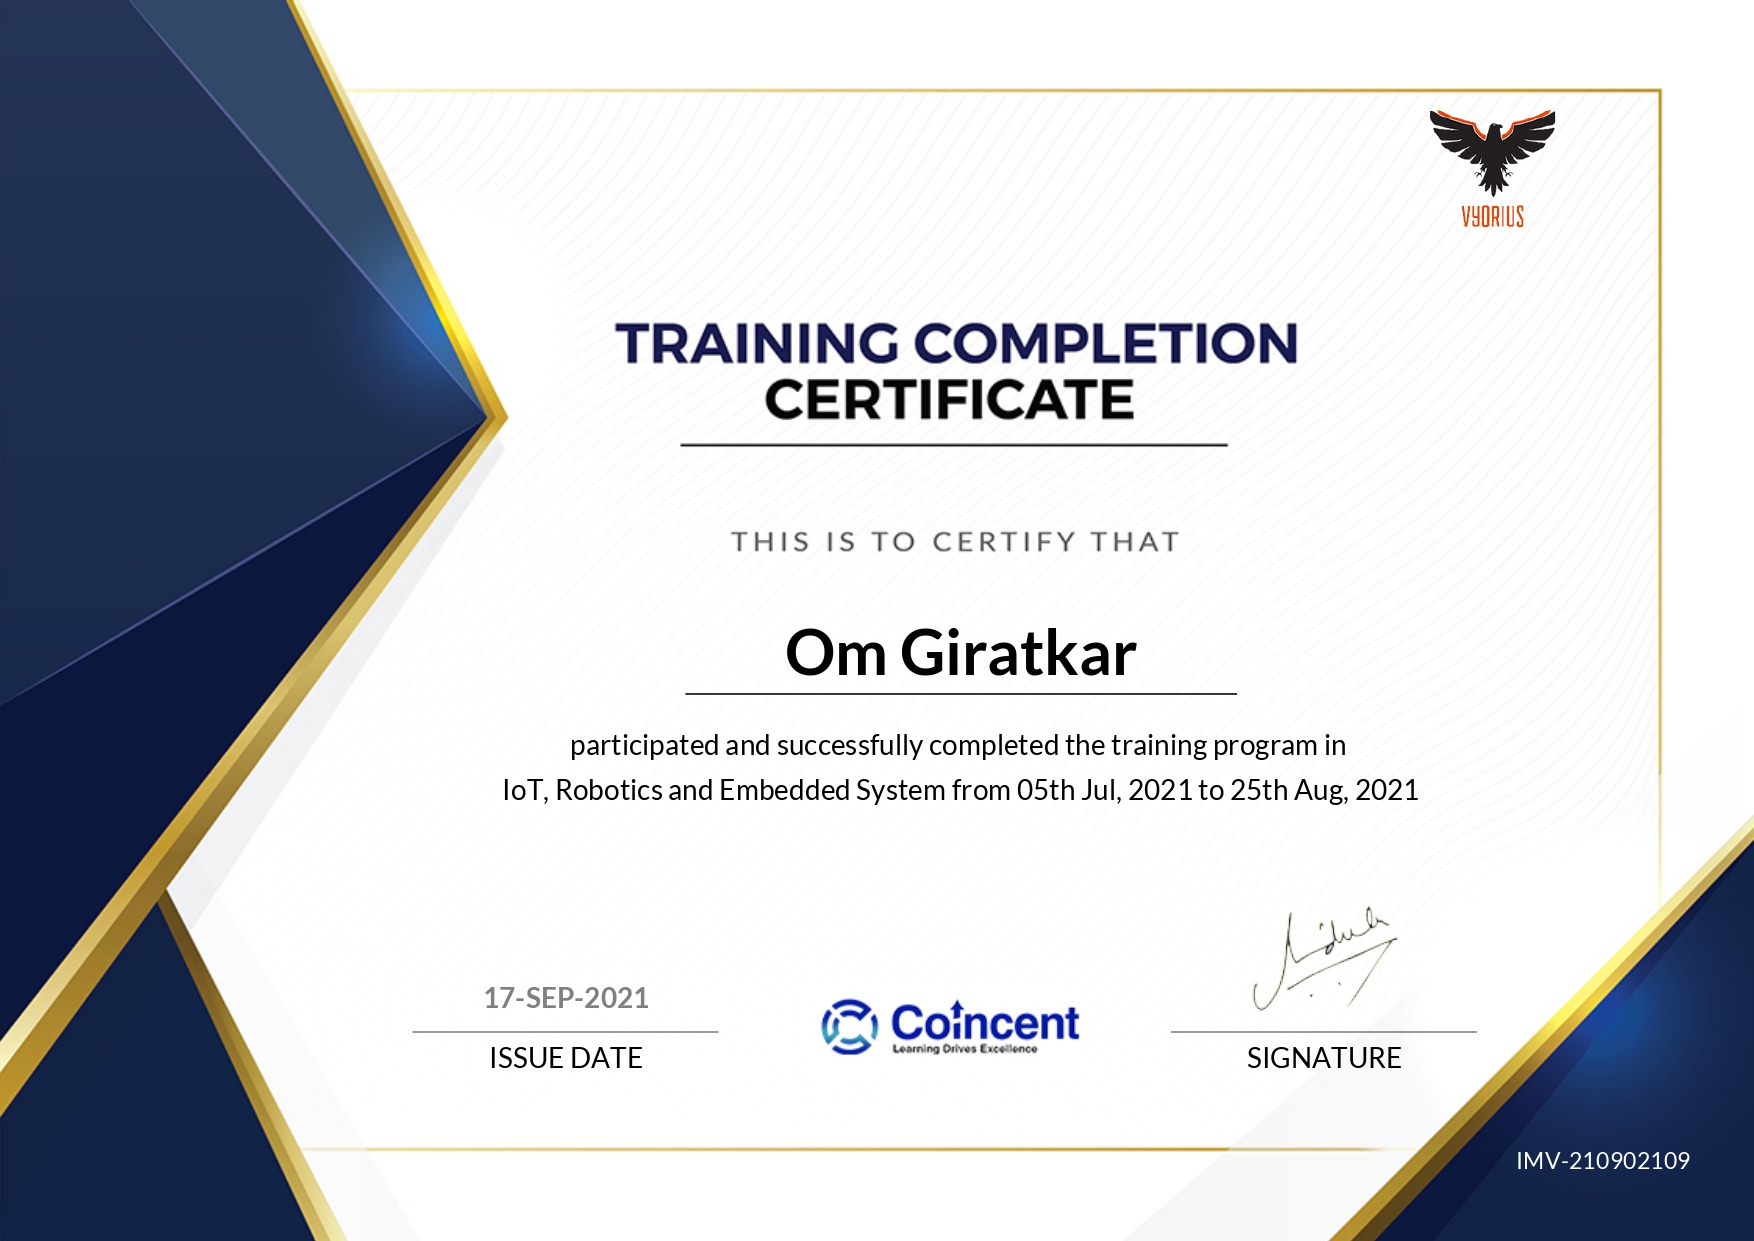 VYORIUS
TRAINING COMPLETION
CERTIFICATE
THIS IS TO CERTIFY THAT
Om Giratkar
participated and successfully completed the training program in
IoT, Robotics and Embedded System from 05th Jul, 2021 to 25th Aug, 2021
17-SEP-2021
ISSUE DATE
Coincent
Learning Drives Excellence
SIGNATURE
IMV-210902109